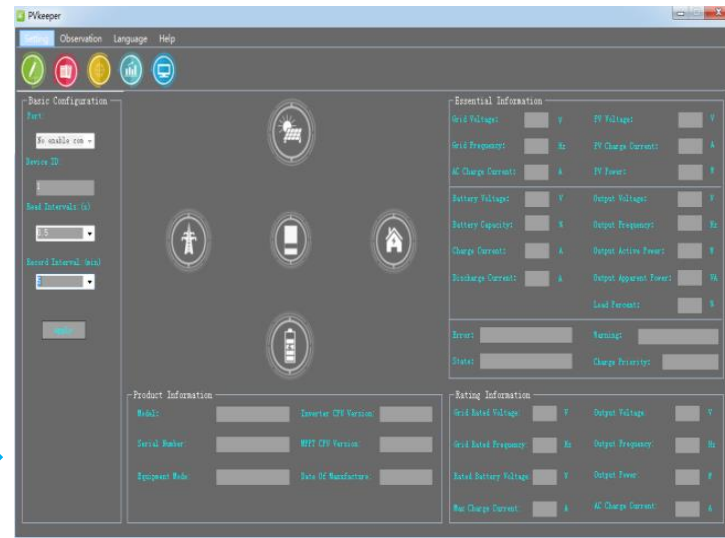 PVkeeper
Setting Observation Language Help
Basic Configuration
Port:
No enable com
Device ID:
1
Read Intervals:(s)
0.5
Record Interval (min)
Apply
Essential Information
Grid Voltage: V PV Voltage: V
Grid Frequency: Hz PV Charge Current: A
AC Charge Current: A PV Power: W
Battery Voltage: V Output Voltage: V
Battery Capacity: % Output Frequency: Hz
Charge Current: A Output Active Power: W
Discharge Current: A Output Apparent Power: VA
Load Percent: %
Error: Warning:
State: Charge Priority:
Product Information
Model: Inverter CPU Version:
Serial Number: MPPT CPU Version:
Equipment Mode: Date Of Manufacture:
Rating Information
Grid Rated Voltage: V Output Voltage V
Grid Rated Frequency: Hz Output Frequency: Hz
Rated Battery Voltage: V Output Power: W
Max Charge Current: A AC Charge Current: A